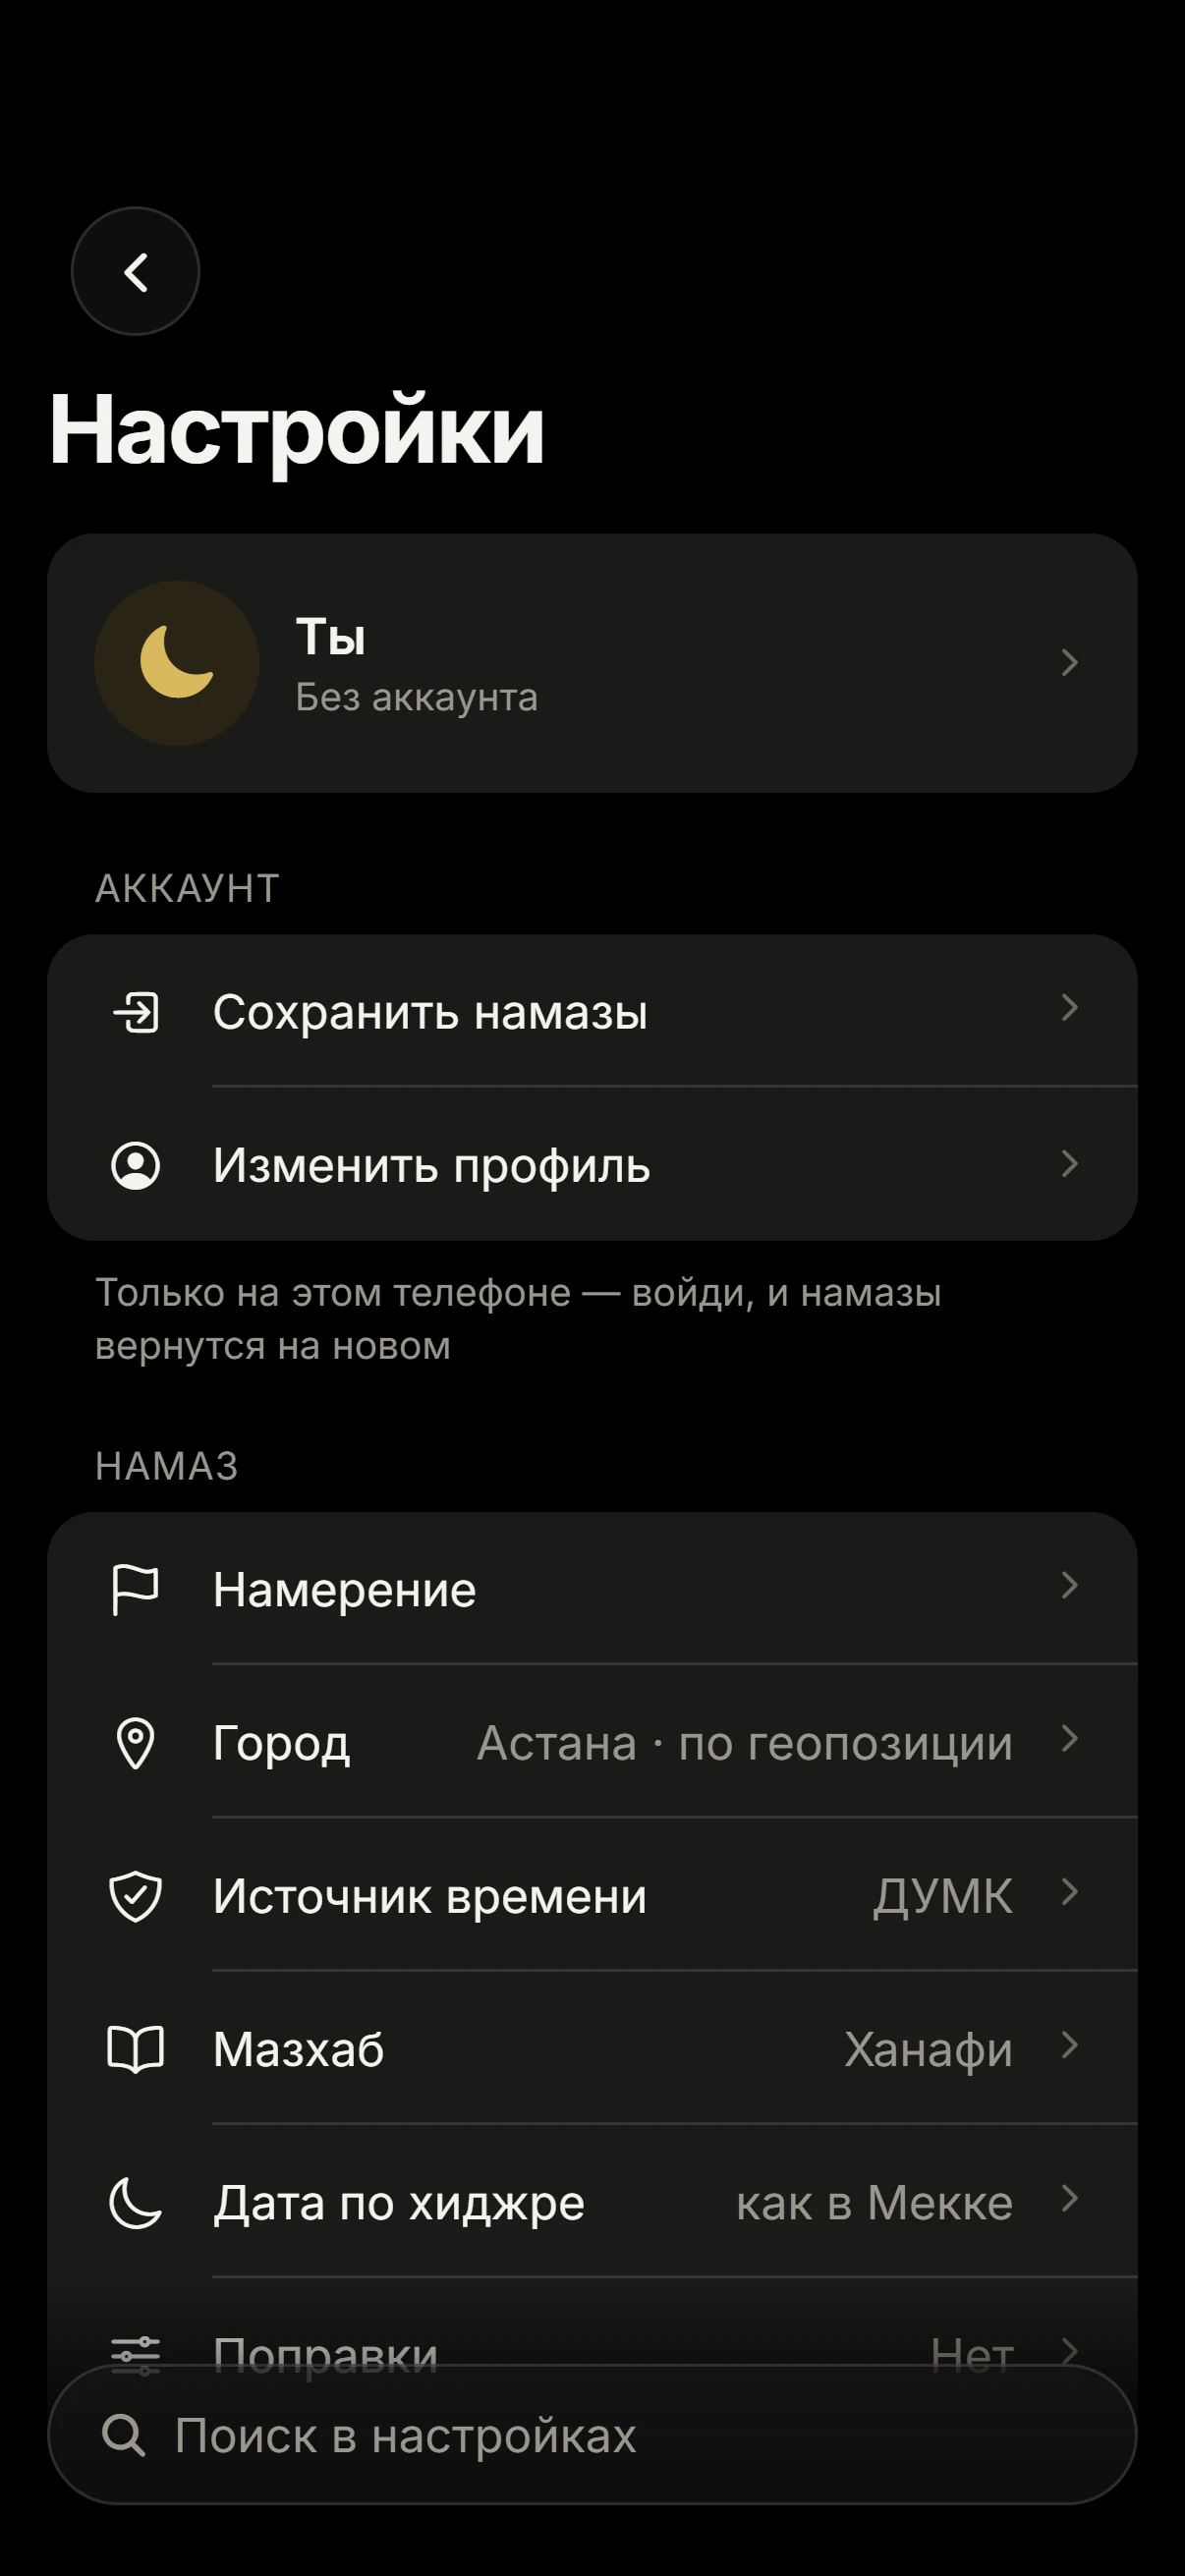 Настройки
Ты
Без аккаунта
АККАУНТ
Сохранить намазы
Изменить профиль
Только на этом телефоне — войди, и намазы
вернутся на новом
НАМАЗ
Намерение
Город Астана · по геопозиции
Источник времени ДУМК
Мазхаб Ханафи
Дата по хиджре как в Мекке
Поправки Нет
Поиск в настройках